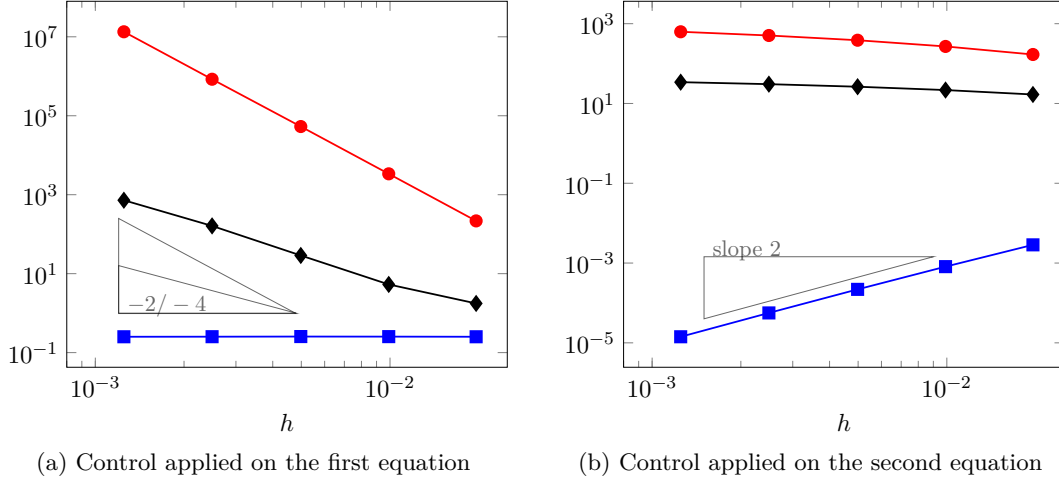 10^7
10^5
10^3
10^1
10^−1
−2/ − 4
10^−3
10^−2
h
(a) Control applied on the first equation
10^3
10^1
10^−1
10^−3
10^−5
slope 2
10^−3
10^−2
h
(b) Control applied on the second equation